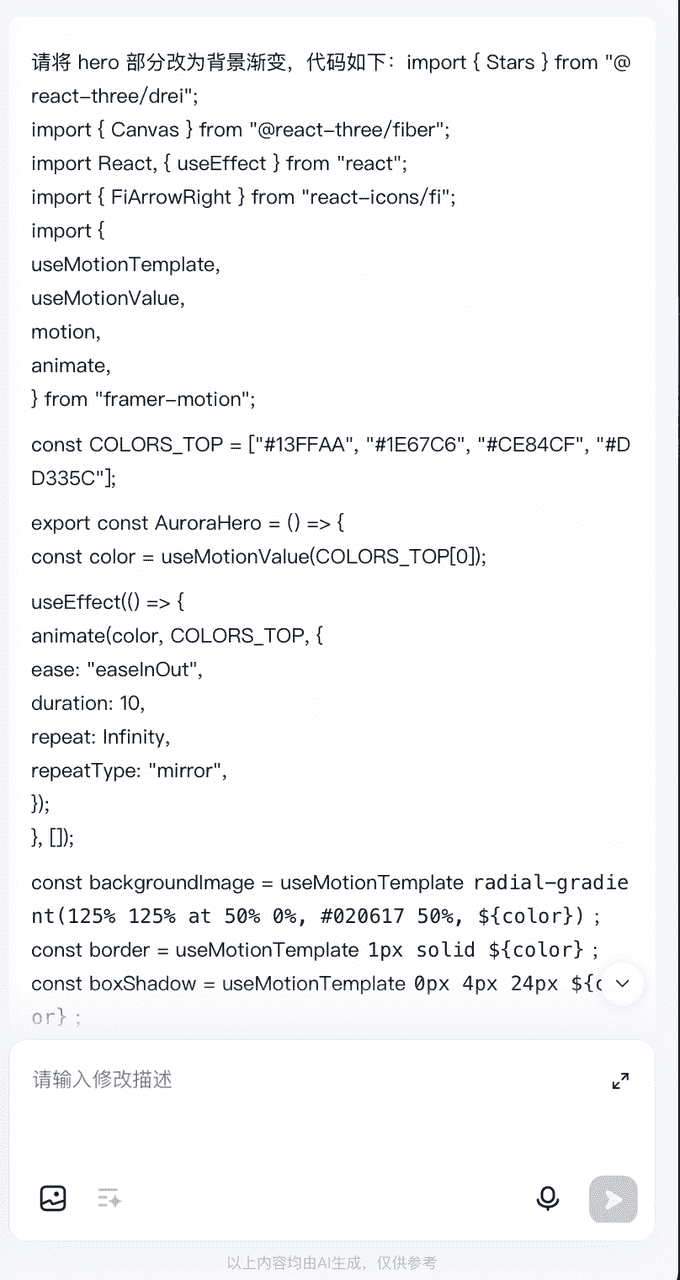 请将 hero 部分改为背景渐变，代码如下：import { Stars } from "@
react-three/drei";
import { Canvas } from "@react-three/fiber";
import React, { useEffect } from "react";
import { FiArrowRight } from "react-icons/fi";
import {
useMotionTemplate,
useMotionValue,
motion,
animate,
} from "framer-motion";
const COLORS_TOP = ["#13FFAA", "#1E67C6", "#CE84CF", "#D
D335C"];
export const AuroraHero = () => {
const color = useMotionValue(COLORS_TOP[0]);
useEffect(() => {
animate(color, COLORS_TOP, {
ease: "easeInOut",
duration: 10,
repeat: Infinity,
repeatType: "mirror",
});
}, []);
const backgroundImage = useMotionTemplate radial-gradie
nt(125% 125% at 50% 0%, #020617 50%, ${color}) ;
const border = useMotionTemplate 1px solid ${color} ;
const boxShadow = useMotionTemplate 0px 4px 24px ${c
or} ;
请输入修改描述
以上内容均由AI生成，仅供参考